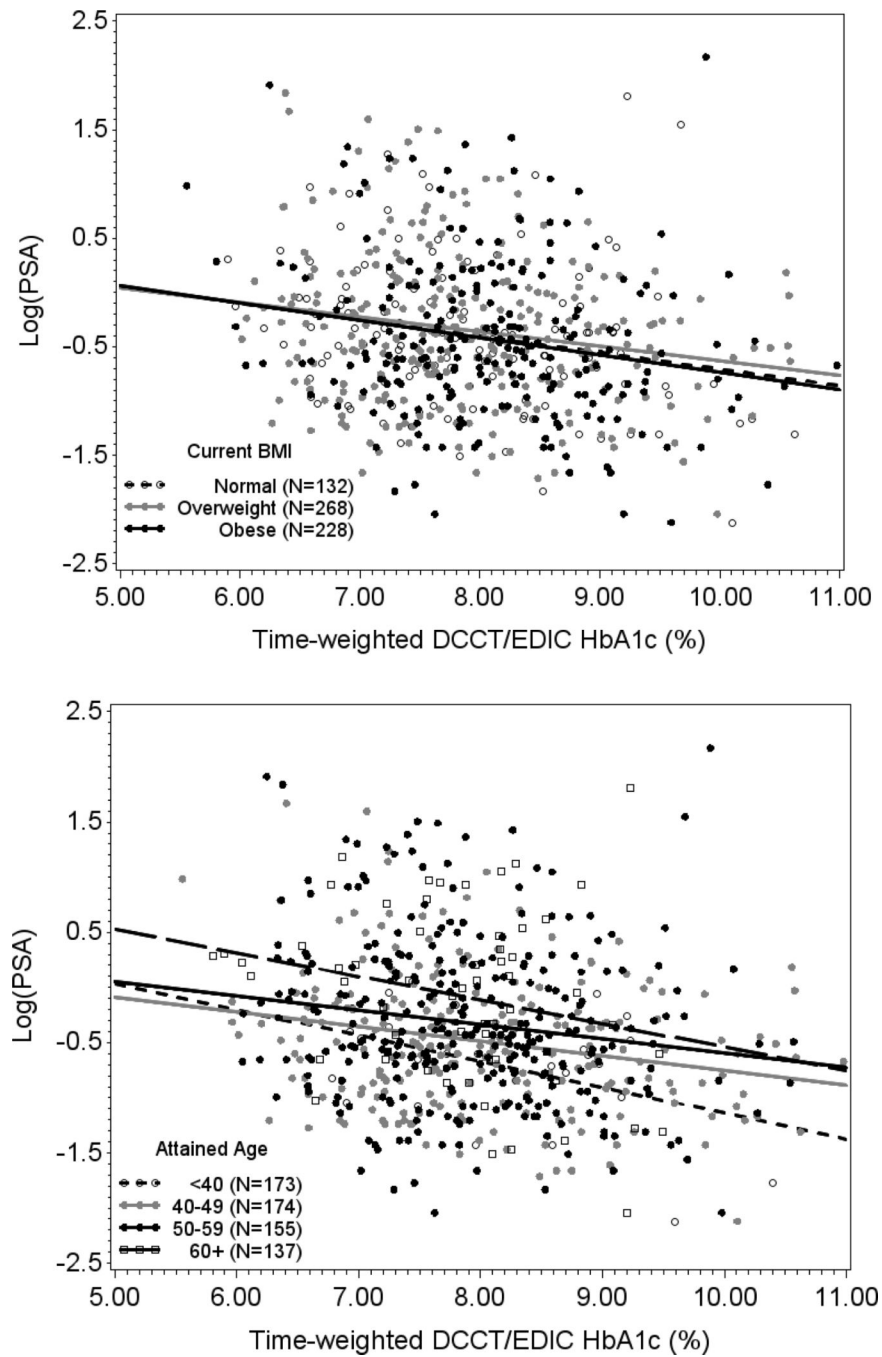 2.5
1.5
0.5
-0.5
-1.5
-2.5
Log(PSA)
Current BMI
Normal (N=132)
Overweight (N=268)
Obese (N=228)
5.00 6.00 7.00 8.00 9.00 10.00 11.00
Time-weighted DCCT/EDIC HbA1c (%)
2.5
1.5
0.5
-0.5
-1.5
-2.5
Log(PSA)
Attained Age
<40 (N=173)
40-49 (N=174)
50-59 (N=155)
60+ (N=137)
5.00 6.00 7.00 8.00 9.00 10.00 11.00
Time-weighted DCCT/EDIC HbA1c (%)